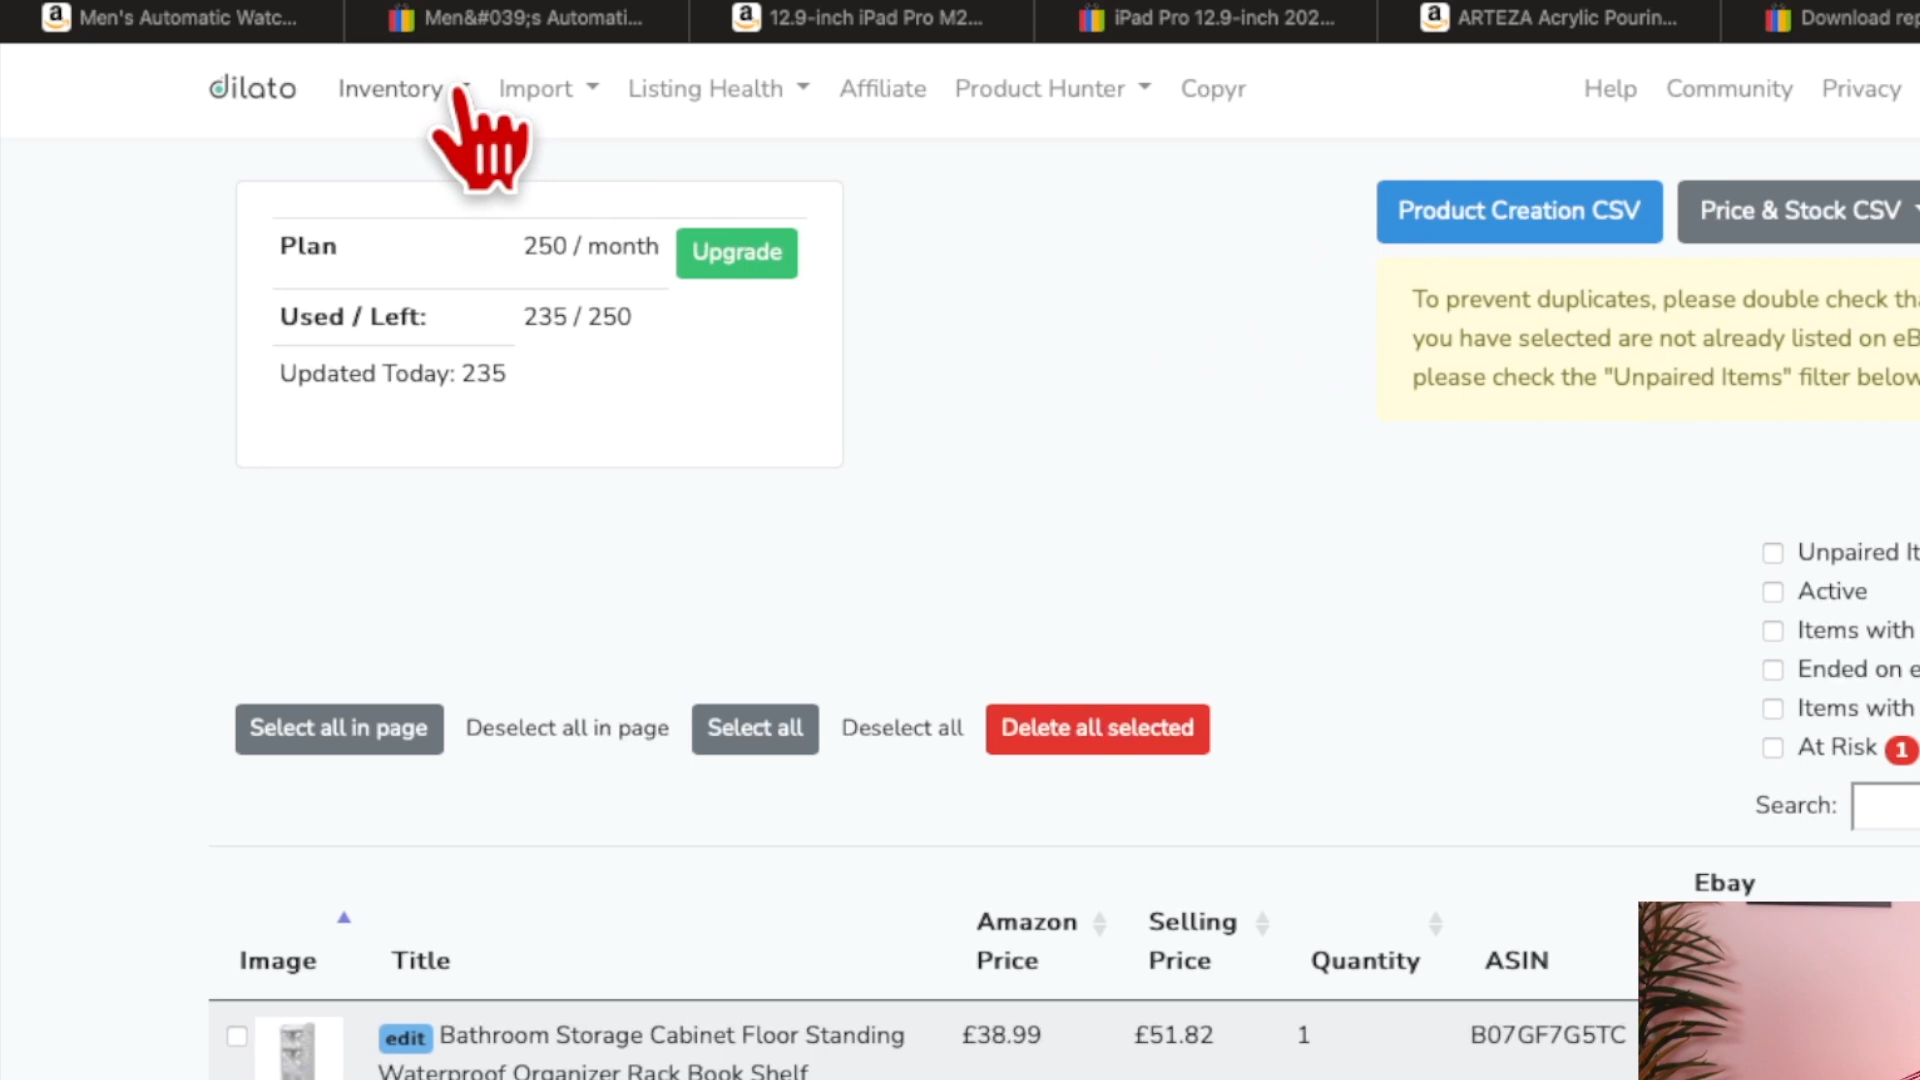 Men's Automatic Watc...
Men&#039;s Automati...
12.9-inch iPad Pro M2...
iPad Pro 12.9-inch 202...
ARTEZA Acrylic Pourin...
Download rep
dilato Inventory Import Listing Health Affiliate Product Hunter Copyr Help Community Privacy
Product Creation CSV Price & Stock CSV
Plan 250 / month Upgrade
Used / Left: 235 / 250
Updated Today: 235
To prevent duplicates, please double check tha
you have selected are not already listed on eB
please check the "Unpaired Items" filter below
Unpaired It
Active
Items with
Ended on e
Items with
At Risk 1
Select all in page Deselect all in page Select all Deselect all Delete all selected
Search:
Image Title Amazon Price Selling Price Quantity ASIN Ebay
edit Bathroom Storage Cabinet Floor Standing £38.99 £51.82 1 B07GF7G5TC
Waterproof Organizer Rack Book Shelf